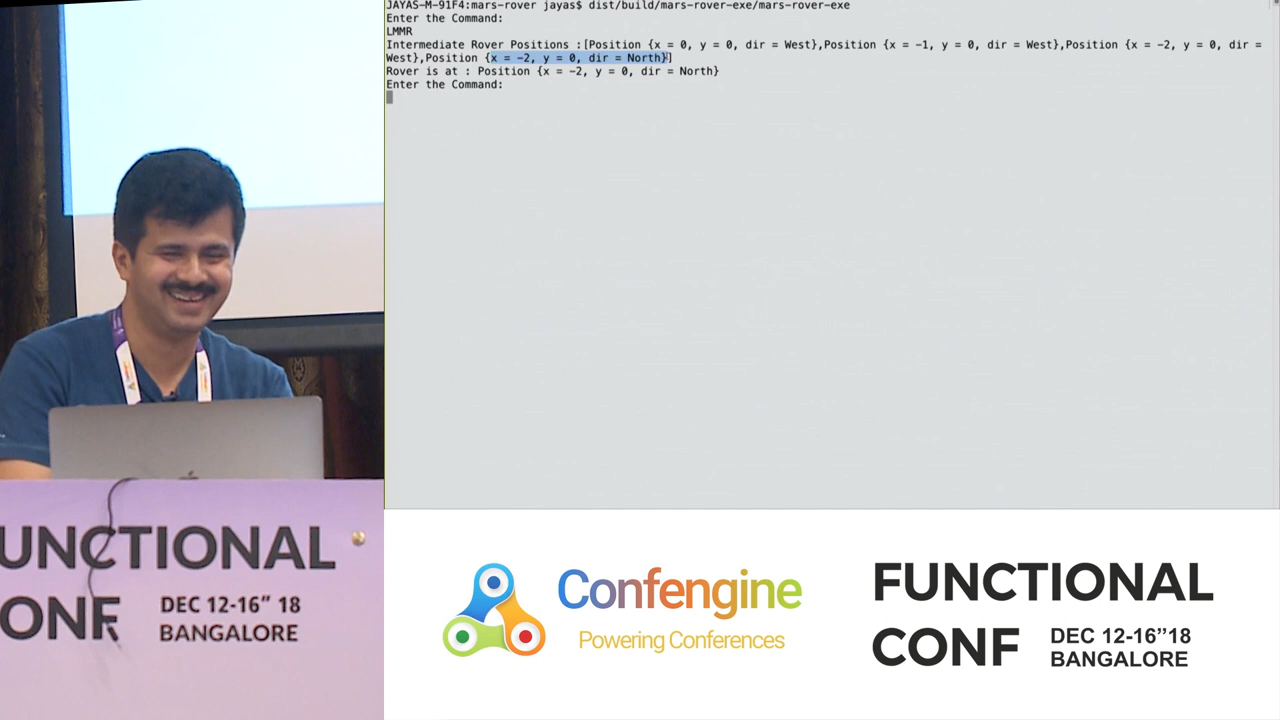 JAYAS-M-91F4:mars-rover jayas$ dist/build/mars-rover-exe/mars-rover-exe
Enter the Command:
LMMR
Intermediate Rover Positions :[Position {x = 0, y = 0, dir = West},Position {x = -1, y = 0, dir = West},Position {x = -2, y = 0, dir =
West},Position {x = -2, y = 0, dir = North}]
Rover is at : Position {x = -2, y = 0, dir = North}
Enter the Command:
UNCTIONAL
ONF
DEC 12-16" 18
BANGALORE
Confengine
Powering Conferences
FUNCTIONAL
CONF
DEC 12-16"18
BANGALORE